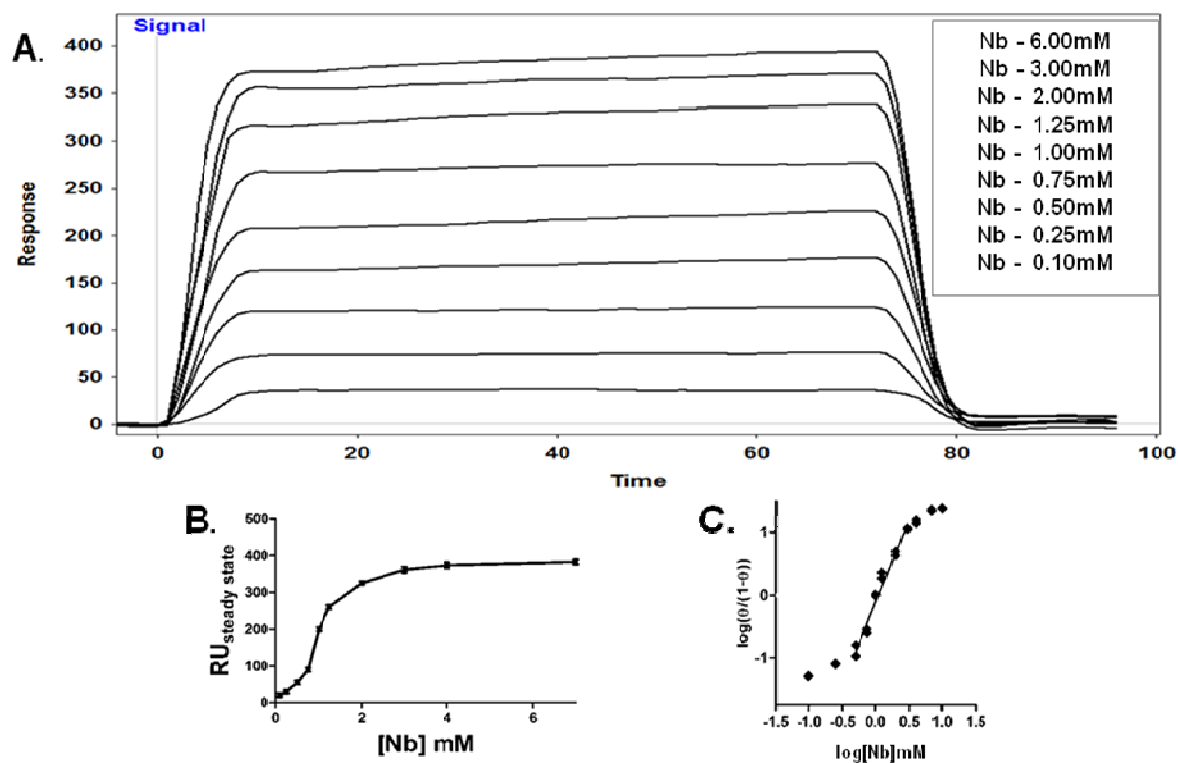 A.
Signal
Response
400
350
300
250
200
150
100
50
0
0 20 40 60 80 100
Time
Nb - 6.00mM
Nb - 3.00mM
Nb - 2.00mM
Nb - 1.25mM
Nb - 1.00mM
Nb - 0.75mM
Nb - 0.50mM
Nb - 0.25mM
Nb - 0.10mM
B.
RUsteady state
500
400
300
200
100
0
0 2 4 6
[Nb] mM
C.
log(θ/(1-θ))
1
0
-1
-1.5 -1.0 -0.5 0.0 0.5 1.0 1.5
log[Nb]mM